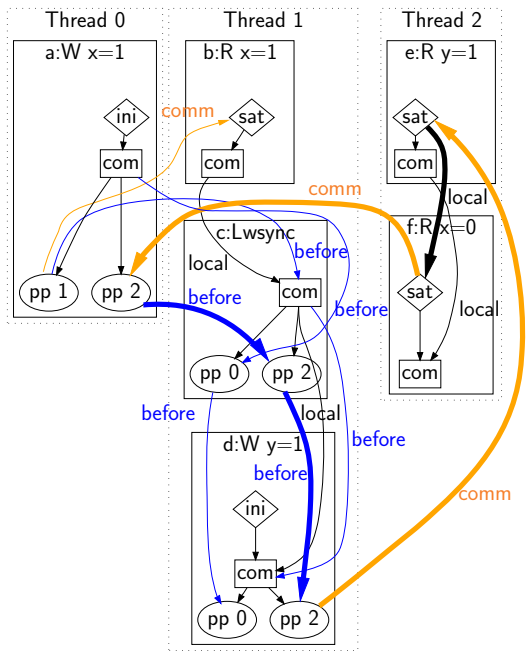 Thread 0
Thread 1
Thread 2
a:W x=1
b:R x=1
e:R y=1
ini
comm
sat
sat
com
com
com
comm
local
c:Lwsync
f:R x=0
before
local
pp 1
pp 2
com
sat
before
before
local
pp 0
pp 2
com
before
local
d:W y=1
before
before
comm
ini
com
pp 0
pp 2